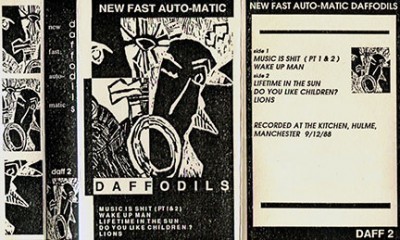 new
fast
auto-
matic
daffodils
daff 2
NEW FAST AUTO-MATIC
DAFFODILS
MUSIC IS SHIT (PT 1 & 2)
WAKE UP MAN
LIFETIME IN THE SUN
DO YOU LIKE CHILDREN ?
LIONS
NEW FAST AUTO-MATIC DAFFODILS
side 1
MUSIC IS SHIT ( PT 1 & 2 )
WAKE UP MAN
side 2
LIFETIME IN THE SUN
DO YOU LIKE CHILDREN?
LIONS
RECORDED AT THE KITCHEN, HULME,
MANCHESTER 9/12/88
DAFF 2